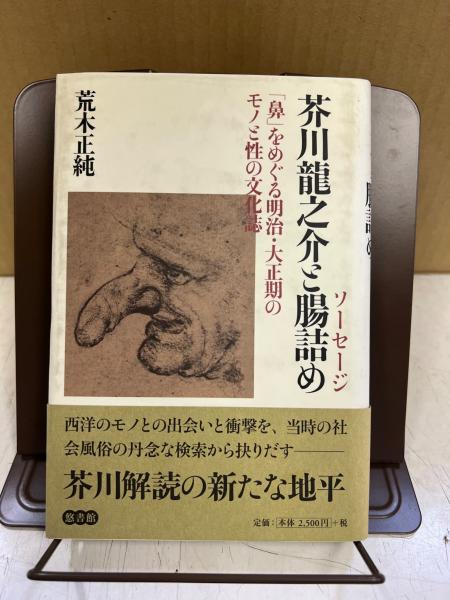 芥川龍之介と腸詰め
ソーセージ
「鼻」をめぐる明治・大正期の
モノと性の文化誌
荒木正純
腸詰め
西洋のモノとの出会いと衝撃を、当時の社
会風俗の丹念な検索から抉りだす——
芥川解読の新たな地平
悠書館
定価：本体 2,500円＋税